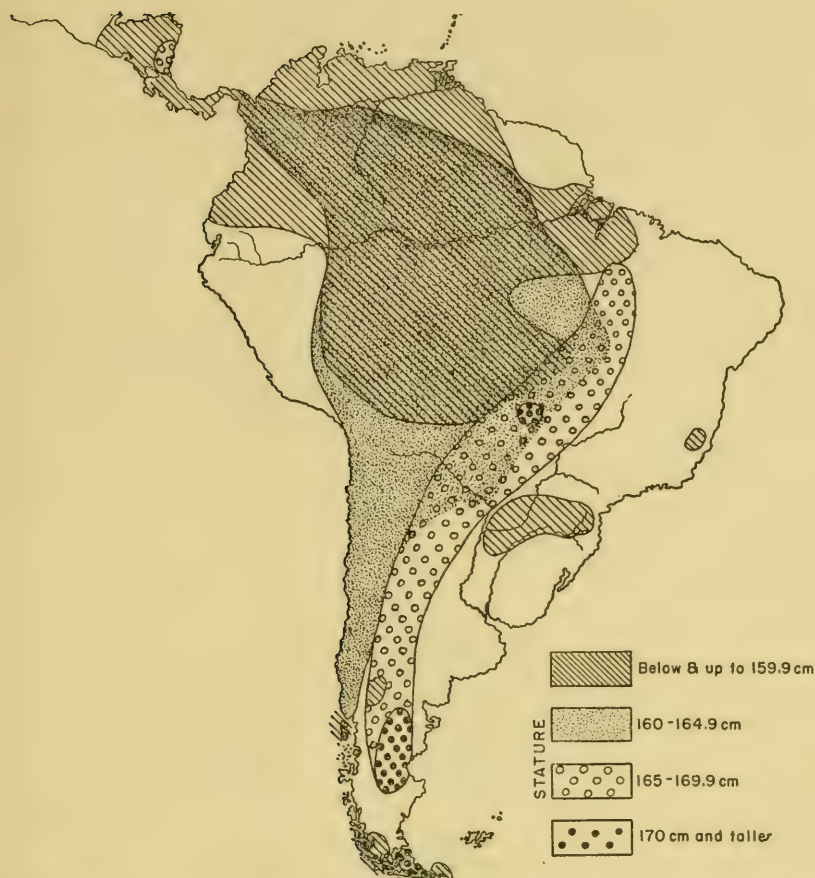 STATURE
Below & up to 159.9 cm
160-164.9 cm
165-169.9 cm
170 cm and taller